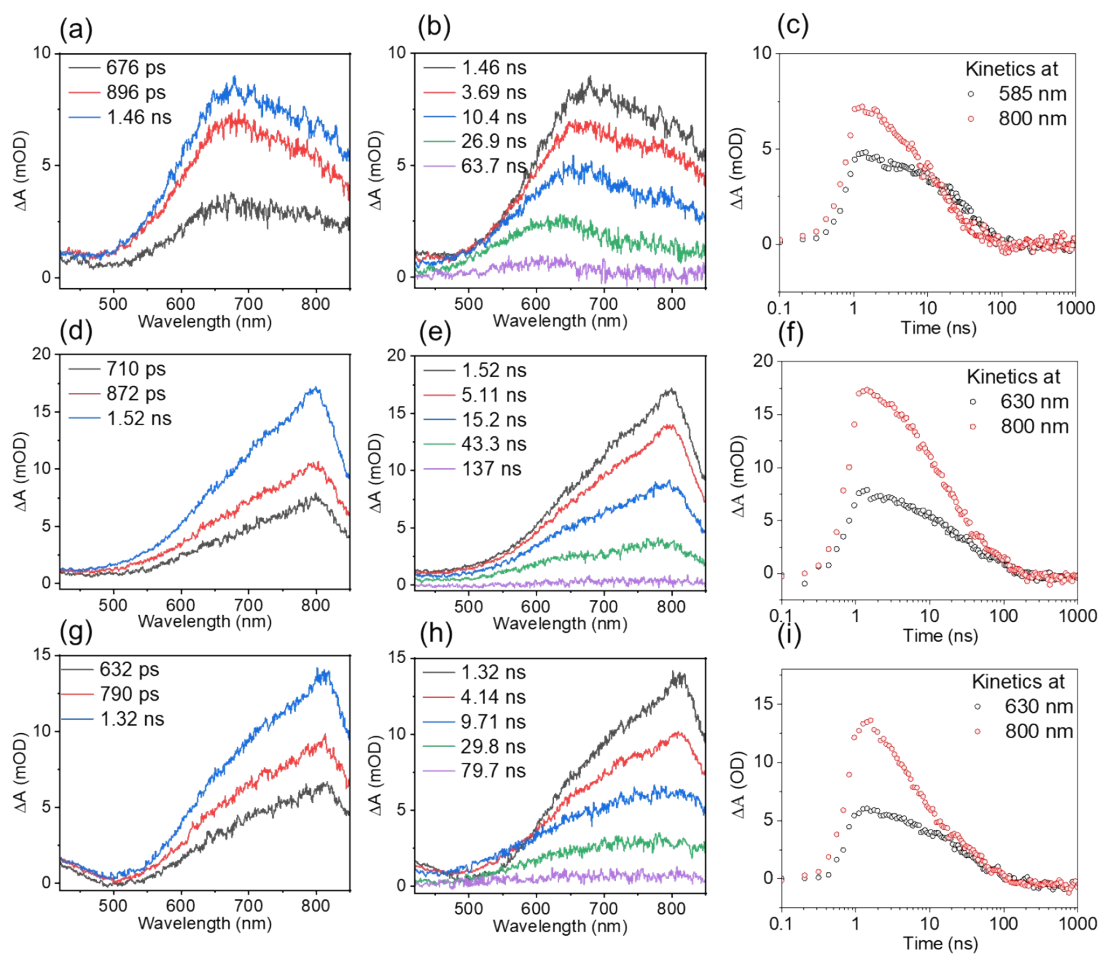 (a)
10
5
0
ΔA (mOD)
676 ps
896 ps
1.46 ns
500 600 700 800
Wavelength (nm)
(b)
10
5
0
ΔA (mOD)
1.46 ns
3.69 ns
10.4 ns
26.9 ns
63.7 ns
500 600 700 800
Wavelength (nm)
(c)
10
5
0
ΔA (mOD)
Kinetics at
585 nm
800 nm
0.1 1 10 100 1000
Time (ns)
(d)
20
15
10
5
0
ΔA (mOD)
710 ps
872 ps
1.52 ns
500 600 700 800
Wavelength (nm)
(e)
20
15
10
5
0
ΔA (mOD)
1.52 ns
5.11 ns
15.2 ns
43.3 ns
137 ns
500 600 700 800
Wavelength (nm)
(f)
20
15
10
5
0
ΔA (mOD)
Kinetics at
630 nm
800 nm
0.1 1 10 100 1000
Time (ns)
(g)
15
10
5
0
ΔA (mOD)
632 ps
790 ps
1.32 ns
500 600 700 800
Wavelength (nm)
(h)
15
10
5
0
ΔA (mOD)
1.32 ns
4.14 ns
9.71 ns
29.8 ns
79.7 ns
500 600 700 800
Wavelength (nm)
(i)
15
10
5
0
ΔA (OD)
Kinetics at
630 nm
800 nm
0.1 1 10 100 1000
Time (ns)